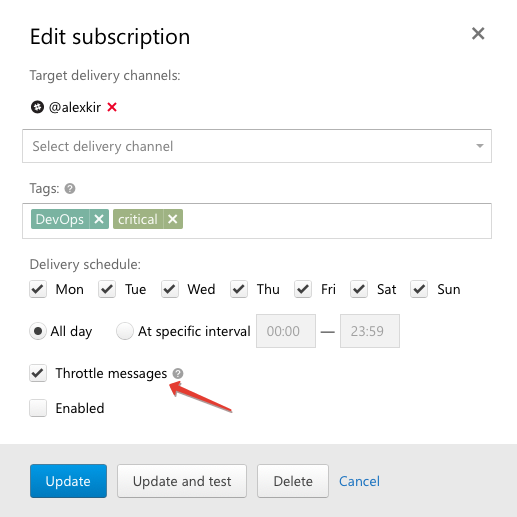 Edit subscription
Target delivery channels:
@alexkir
Select delivery channel
Tags:
DevOps critical
Delivery schedule:
Mon Tue Wed Thu Fri Sat Sun
All day At specific interval 00:00 — 23:59
Throttle messages ?
Enabled
Update Update and test Delete Cancel